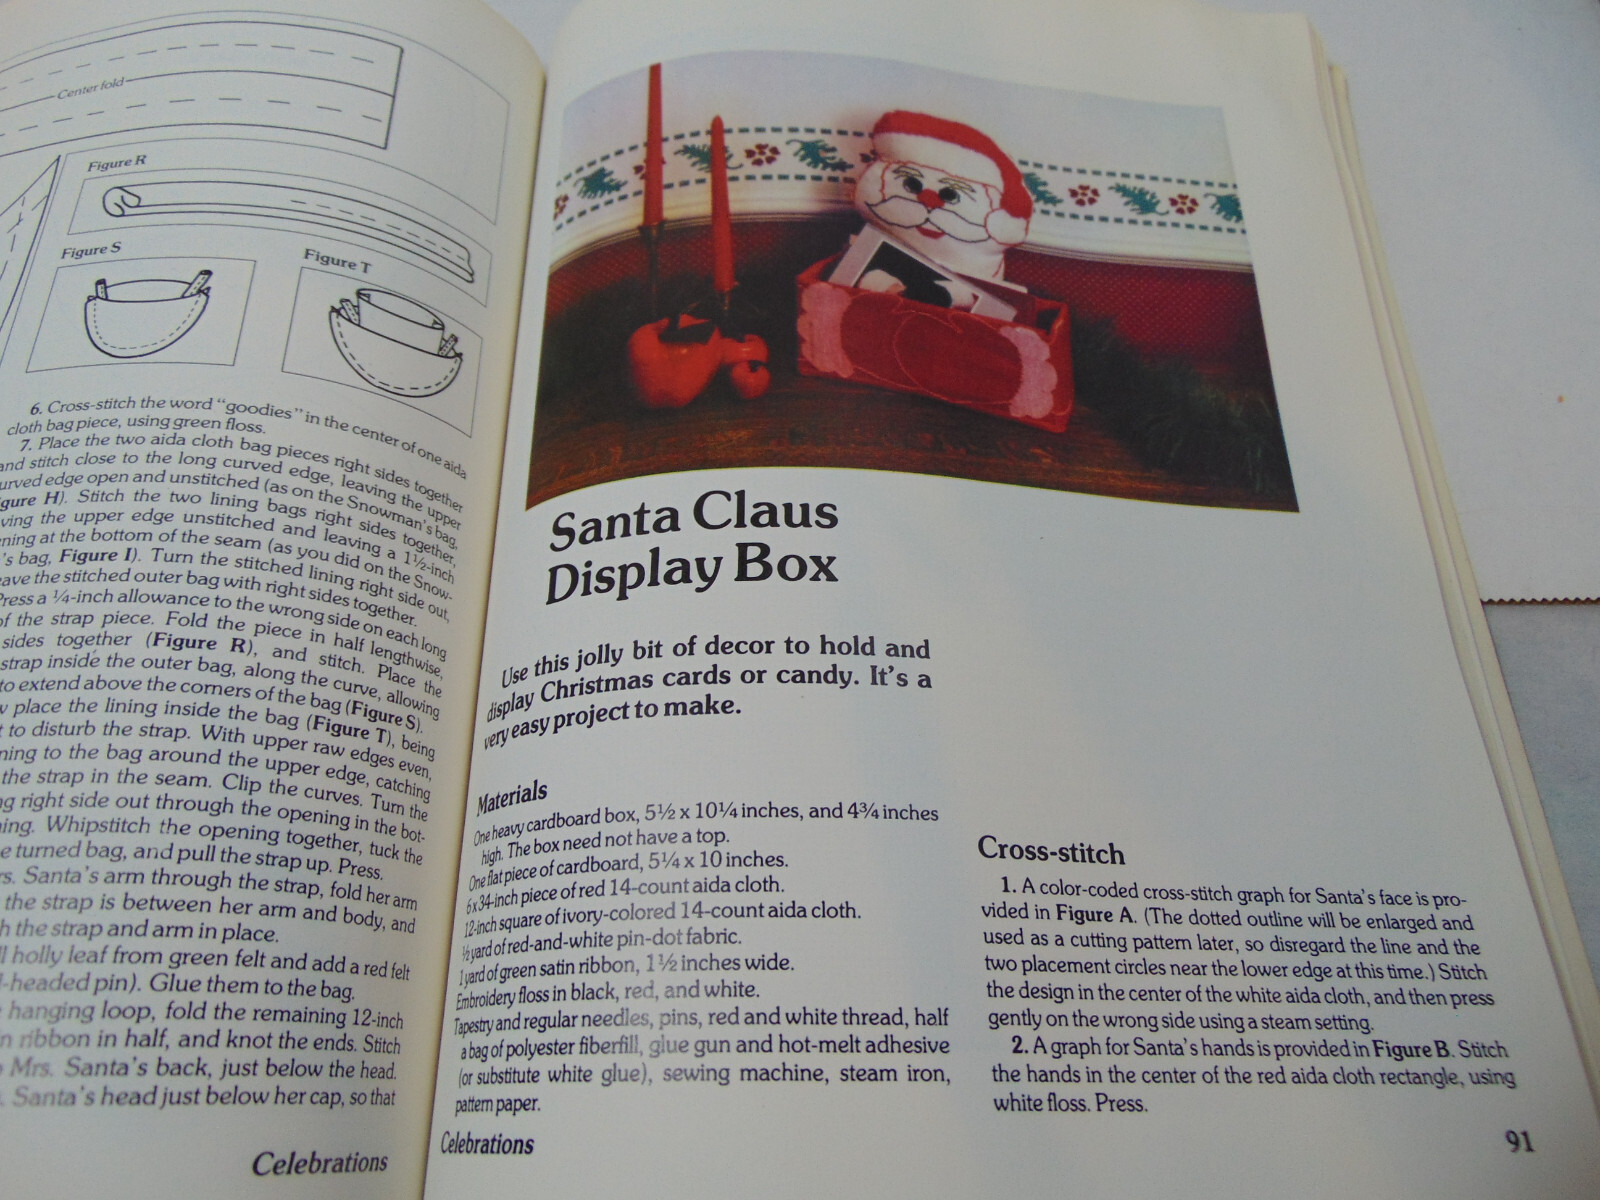 Center fold
Figure R
Figure S
Figure T
6. Cross-stitch the word "goodies" in the center of one aida
cloth bag piece, using green floss.
7. Place the two aida cloth bag pieces right sides together
and stitch close to the long curved edge, leaving the upper
curved edge open and unstitched (as on the Snowman's bag,
gure H). Stitch the two lining bags right sides together,
ving the upper edge unstitched and leaving a 1½-inch
ning at the bottom of the seam (as you did on the Snow-
's bag, Figure I). Turn the stitched lining right side out,
eave the stitched outer bag with right sides together.
Press a ¼-inch allowance to the wrong side on each long
of the strap piece. Fold the piece in half lengthwise,
sides together (Figure R), and stitch. Place the
strap inside the outer bag, along the curve, allowing
to extend above the corners of the bag (Figure S).
w place the lining inside the bag (Figure T), being
t to disturb the strap. With upper raw edges even,
ning to the bag around the upper edge, catching
the strap in the seam. Clip the curves. Turn the
g right side out through the opening in the bot-
ing. Whipstitch the opening together, tuck the
e turned bag, and pull the strap up. Press.
rs. Santa's arm through the strap, fold her arm
the strap is between her arm and body, and
h the strap and arm in place.
ll holly leaf from green felt and add a red felt
-headed pin). Glue them to the bag.
hanging loop, fold the remaining 12-inch
n ribbon in half, and knot the ends. Stitch
Mrs. Santa's back, just below the head.
Santa's head just below her cap, so that
Celebrations
Santa Claus
Display Box
Use this jolly bit of decor to hold and
display Christmas cards or candy. It's a
very easy project to make.
Materials
One heavy cardboard box, 5½ x 10¼ inches, and 4¾ inches
high. The box need not have a top.
One flat piece of cardboard, 5¼ x 10 inches.
6 x 34-inch piece of red 14-count aida cloth.
12-inch square of ivory-colored 14-count aida cloth.
½ yard of red-and-white pin-dot fabric.
1 yard of green satin ribbon, 1½ inches wide.
Embroidery floss in black, red, and white.
Tapestry and regular needles, pins, red and white thread, half
a bag of polyester fiberfill, glue gun and hot-melt adhesive
(or substitute white glue), sewing machine, steam iron,
pattern paper.
Celebrations
Cross-stitch
1. A color-coded cross-stitch graph for Santa's face is pro-
vided in Figure A. (The dotted outline will be enlarged and
used as a cutting pattern later, so disregard the line and the
two placement circles near the lower edge at this time.) Stitch
the design in the center of the white aida cloth, and then press
gently on the wrong side using a steam setting.
2. A graph for Santa's hands is provided in Figure B. Stitch
the hands in the center of the red aida cloth rectangle, using
white floss. Press.
91